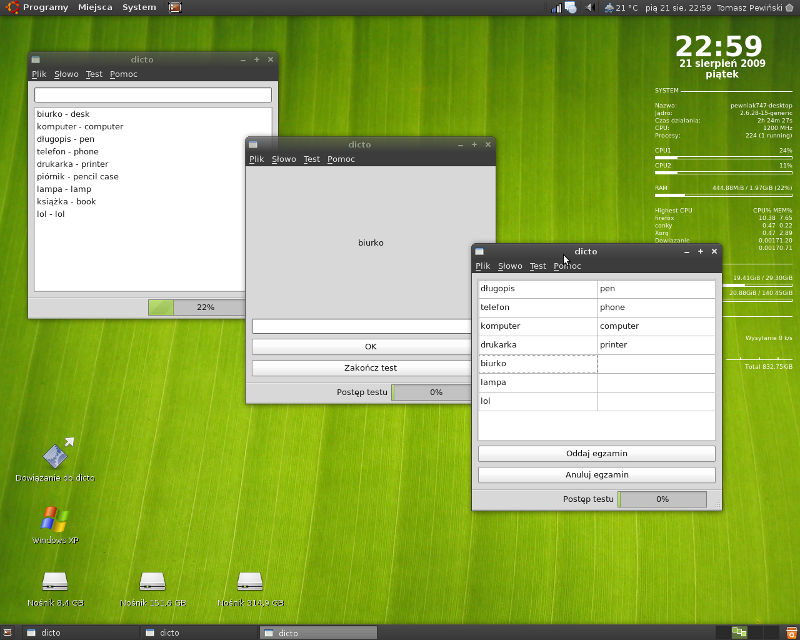 Programy Miejsca System
21 °C pią 21 sie, 22:59 Tomasz Pewiński
22:59
21 sierpień 2009
piątek
SYSTEM
Nazwa: pewniak747-desktop
Jądro: 2.6.28-15-generic
Czas działania: 2h 24m 27s
CPU: 1200 MHz
Procesy: 224 (1 running)
CPU1 24%
CPU2 11%
RAM 444.88MiB / 1.97GiB (22%)
Highest CPU CPU% MEM%
firefox 10.38 7.65
conky 0.47 0.22
Xorg 0.47 2.89
Dowiązanie 0.00171.20
0.00170.71
19.41GiB / 29.30GiB
20.88GiB / 140.45GiB
Wysyłanie 0 b/s
Total 832.75KiB
dicto
Plik Słowo Test Pomoc
biurko - desk
komputer - computer
długopis - pen
telefon - phone
drukarka - printer
piórnik - pencil case
lampa - lamp
książka - book
lol - lol
22%
dicto
Plik Słowo Test Pomoc
biurko
OK
Zakończ test
Postęp testu 0%
dicto
Plik Słowo Test Pomoc
długopis pen
telefon phone
komputer computer
drukarka printer
biurko
lampa
lol
Oddaj egzamin
Anuluj egzamin
Postęp testu 0%
Dowiązanie do dicto
Windows XP
Nośnik 8.4 GB
Nośnik 151.6 GB
Nośnik 314.9 GB
dicto
dicto
dicto